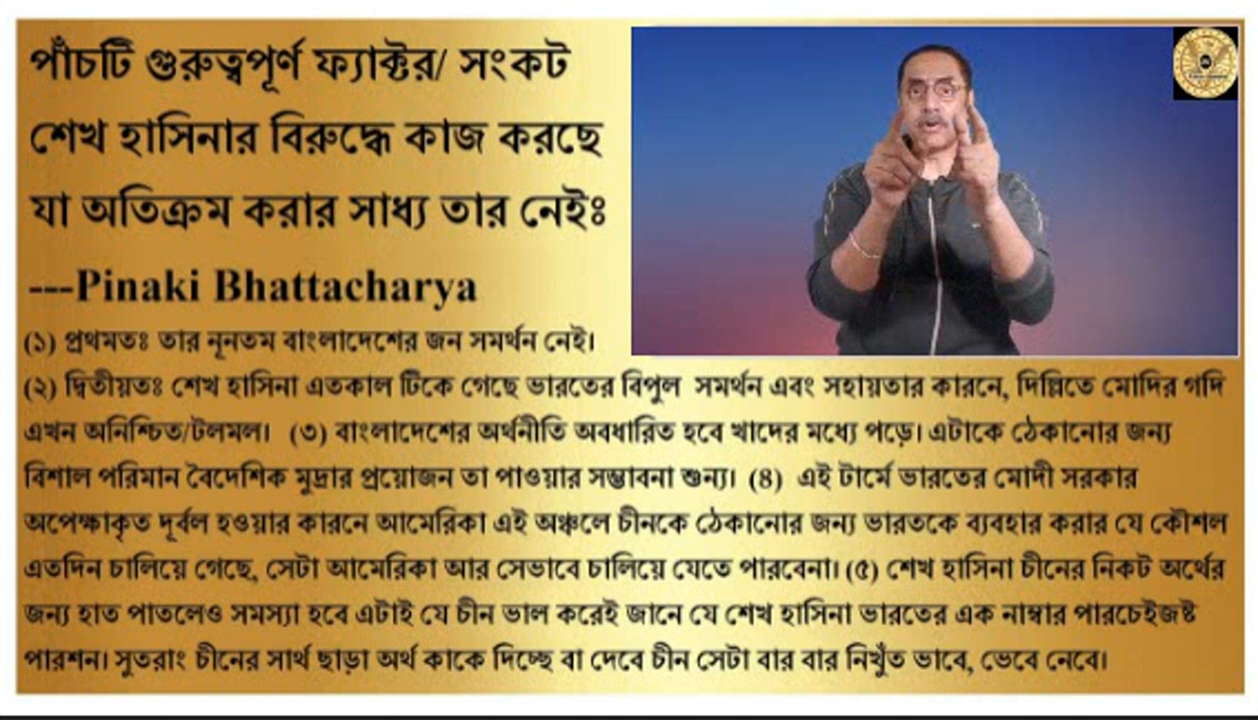 পাঁচটি গুরুত্বপূর্ণ ফ্যাক্টর/ সংকট
শেখ হাসিনার বিরুদ্ধে কাজ করছে
যা অতিক্রম করার সাধ্য তার নেইঃ
---Pinaki Bhattacharya
(১) প্রথমতঃ তার নূনতম বাংলাদেশের জন সমর্থন নেই।
(২) দ্বিতীয়তঃ শেখ হাসিনা এতকাল টিকে গেছে ভারতের বিপুল সমর্থন এবং সহায়তার কারনে, দিল্লিতে মোদির গদি
এখন অনিশ্চিত/টলমল। (৩) বাংলাদেশের অর্থনীতি অবধারিত হবে খাদের মধ্যে পড়ে। এটাকে ঠেকানোর জন্য
বিশাল পরিমান বৈদেশিক মুদ্রার প্রয়োজন তা পাওয়ার সম্ভাবনা শুন্য। (৪) এই টার্মে ভারতের মোদী সরকার
অপেক্ষাকৃত দূর্বল হওয়ার কারনে আমেরিকা এই অঞ্চলে চীনকে ঠেকানোর জন্য ভারতকে ব্যবহার করার যে কৌশল
এতদিন চালিয়ে গেছে, সেটা আমেরিকা আর সেভাবে চালিয়ে যেতে পারবেনা। (৫) শেখ হাসিনা চীনের নিকট অর্থের
জন্য হাত পাতলেও সমস্যা হবে এটাই যে চীন ভাল করেই জানে যে শেখ হাসিনা ভারতের এক নাম্বার পারচেইজষ্ট
পারশন। সুতরাং চীনের সার্থ ছাড়া অর্থ কাকে দিচ্ছে বা দেবে চীন সেটা বার বার নিখুঁত ভাবে, ভেবে নেবে।